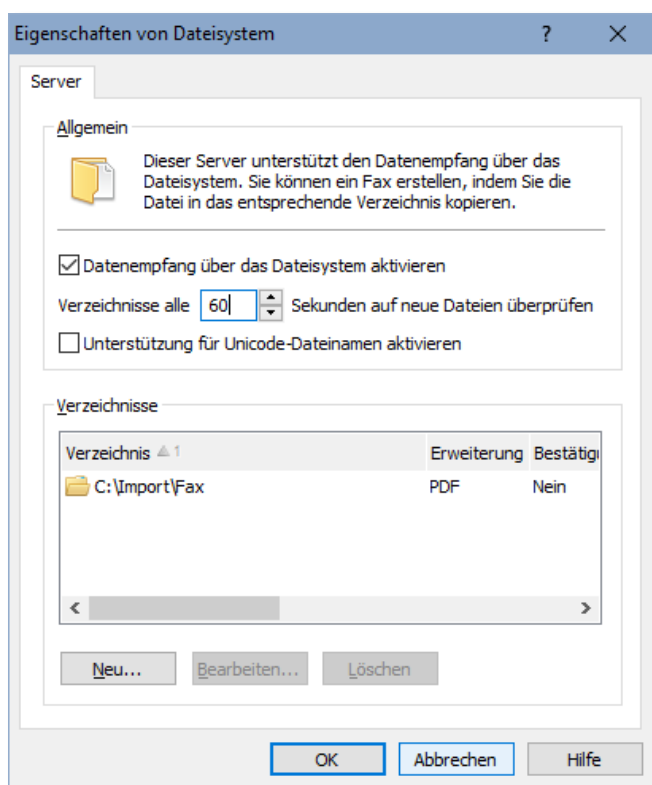 Eigenschaften von Dateisystem ?
Server
Allgemein
Dieser Server unterstützt den Datenempfang über das
Dateisystem. Sie können ein Fax erstellen, indem Sie die
Datei in das entsprechende Verzeichnis kopieren.
Datenempfang über das Dateisystem aktivieren
Verzeichnisse alle 60 Sekunden auf neue Dateien überprüfen
Unterstützung für Unicode-Dateinamen aktivieren
Verzeichnisse
Verzeichnis 1 Erweiterung Bestätigu
C:\Import\Fax PDF Nein
Neu... Bearbeiten... Löschen
OK Abbrechen Hilfe